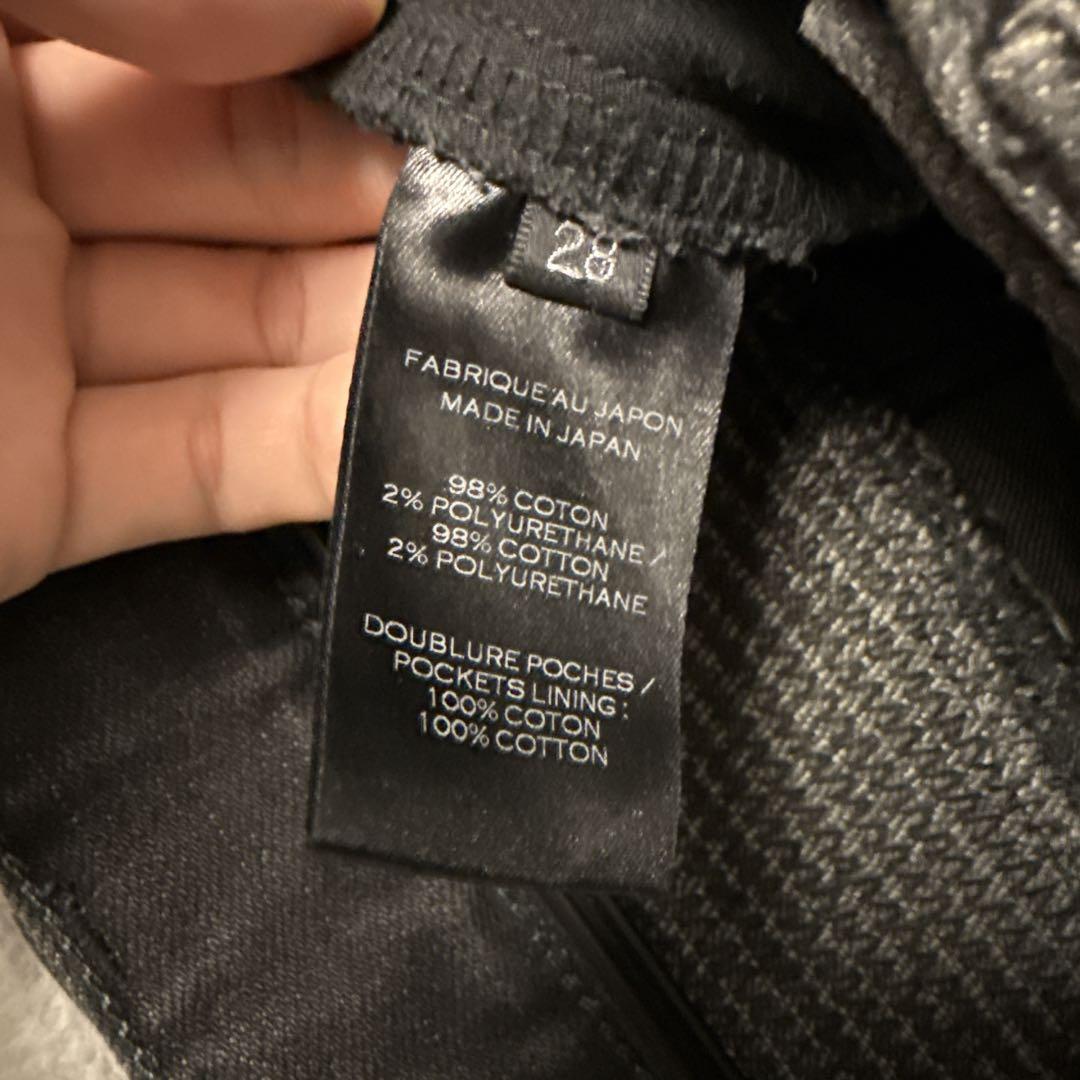 28
FABRIQUE AU JAPON
MADE IN JAPAN
98% COTON
2% POLYURETHANE /
98% COTTON
2% POLYURETHANE
DOUBLURE POCHES /
POCKETS LINING :
100% COTON
100% COTTON